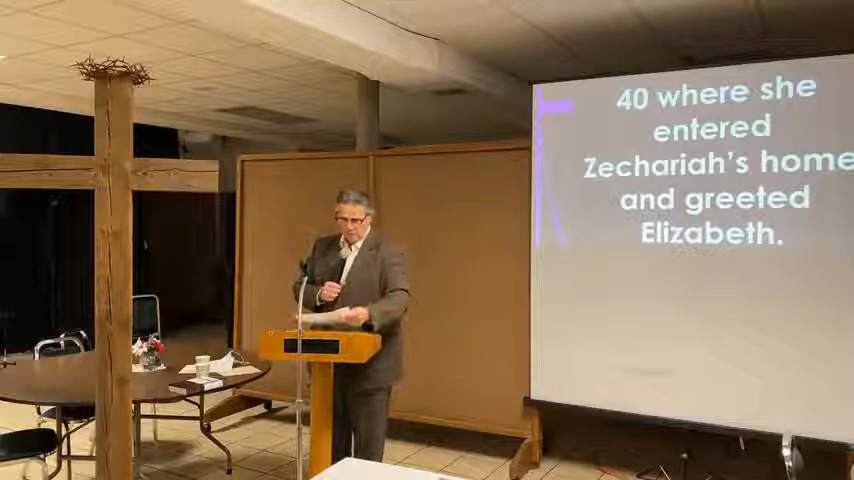 40 where she
entered
Zechariah's home
and greeted
Elizabeth.